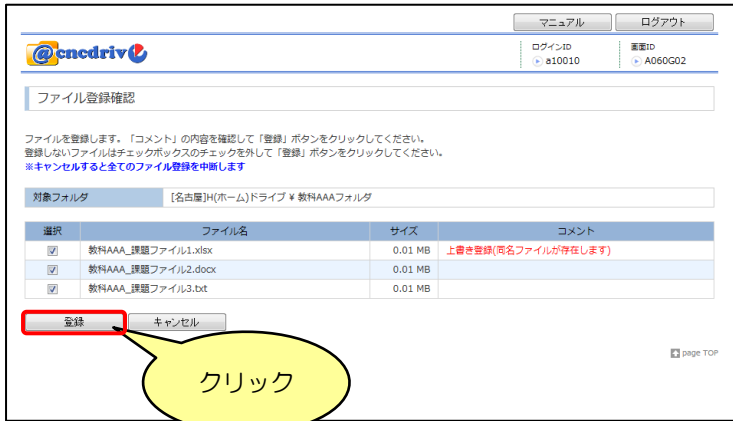 マニュアル ログアウト
@cncdriv
ログインID 画面ID
a10010 A060G02
ファイル登録確認
ファイルを登録します。「コメント」の内容を確認して「登録」ボタンをクリックしてください。
登録しないファイルはチェックボックスのチェックを外して「登録」ボタンをクリックしてください。
※キャンセルすると全てのファイル登録を中断します
対象フォルダ [名古屋]H(ホーム)ドライブ ¥ 教科AAAフォルダ
選択 ファイル名 サイズ コメント
教科AAA_課題ファイル1.xlsx 0.01 MB 上書き登録(同名ファイルが存在します)
教科AAA_課題ファイル2.docx 0.01 MB
教科AAA_課題ファイル3.txt 0.01 MB
登録 キャンセル
page TOP
クリック